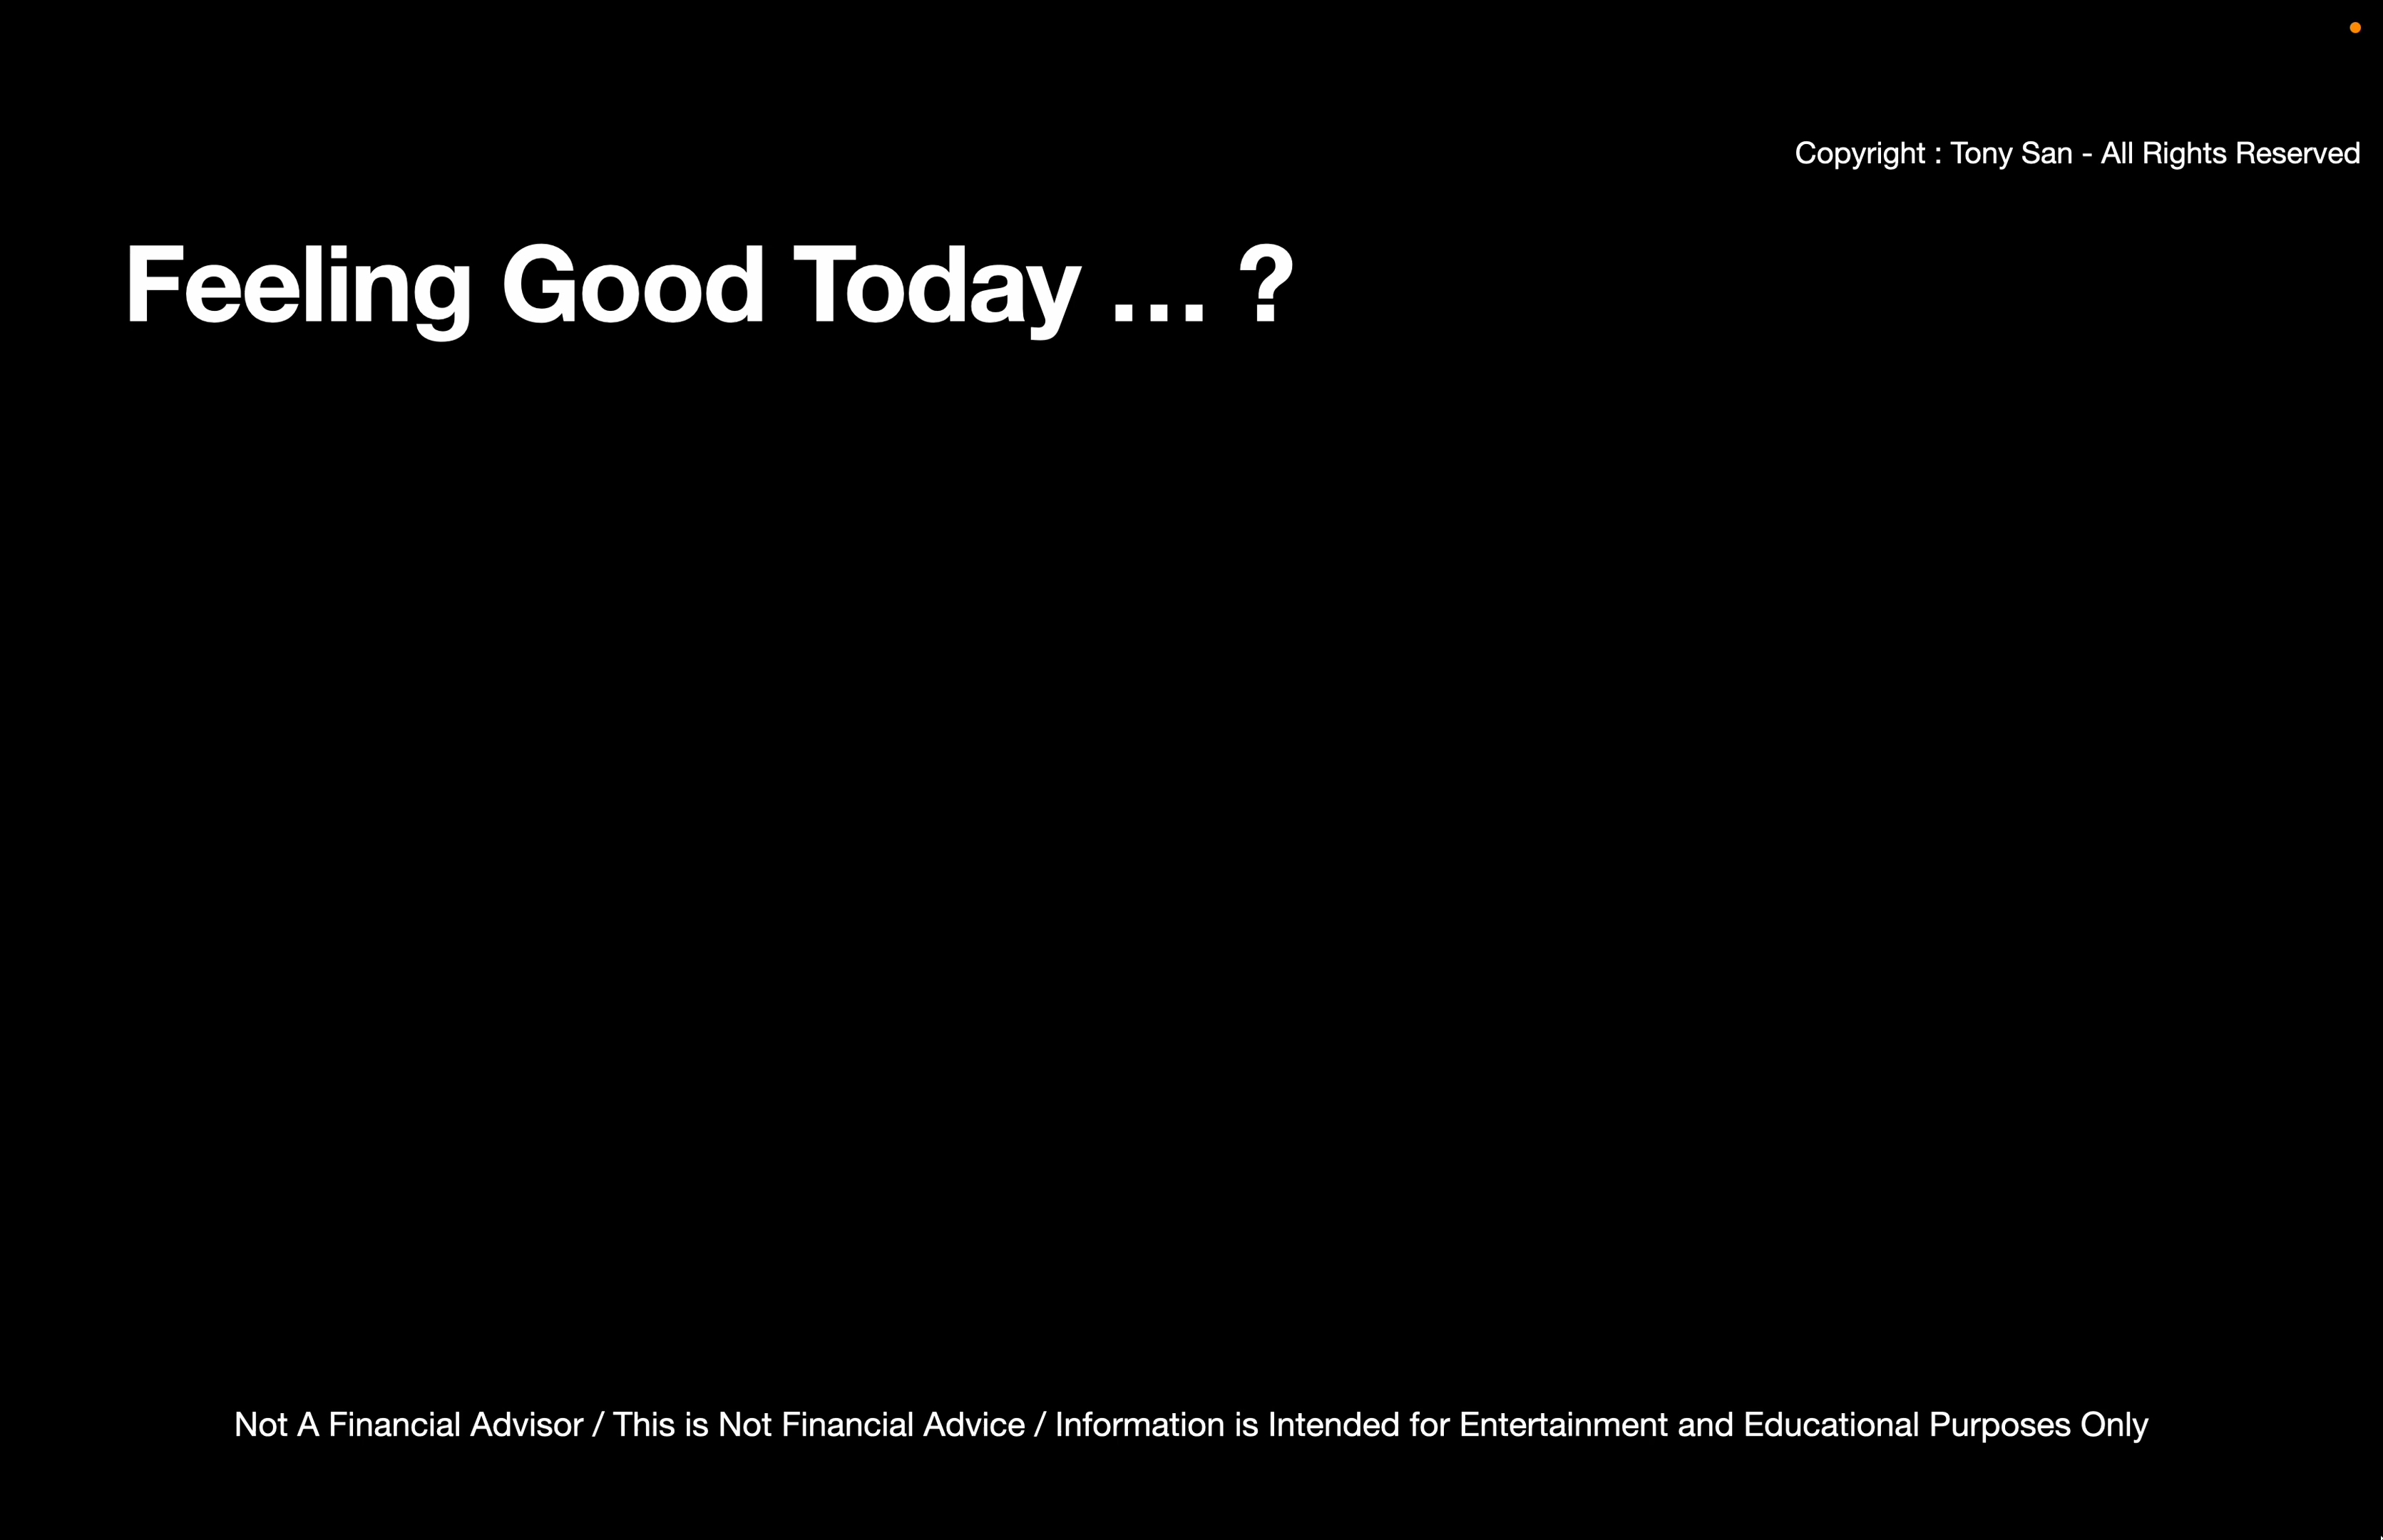 Copyright : Tony San - All Rights Reserved
Feeling Good Today … ?
Not A Financial Advisor / This is Not Financial Advice / Information is Intended for Entertainment and Educational Purposes Only